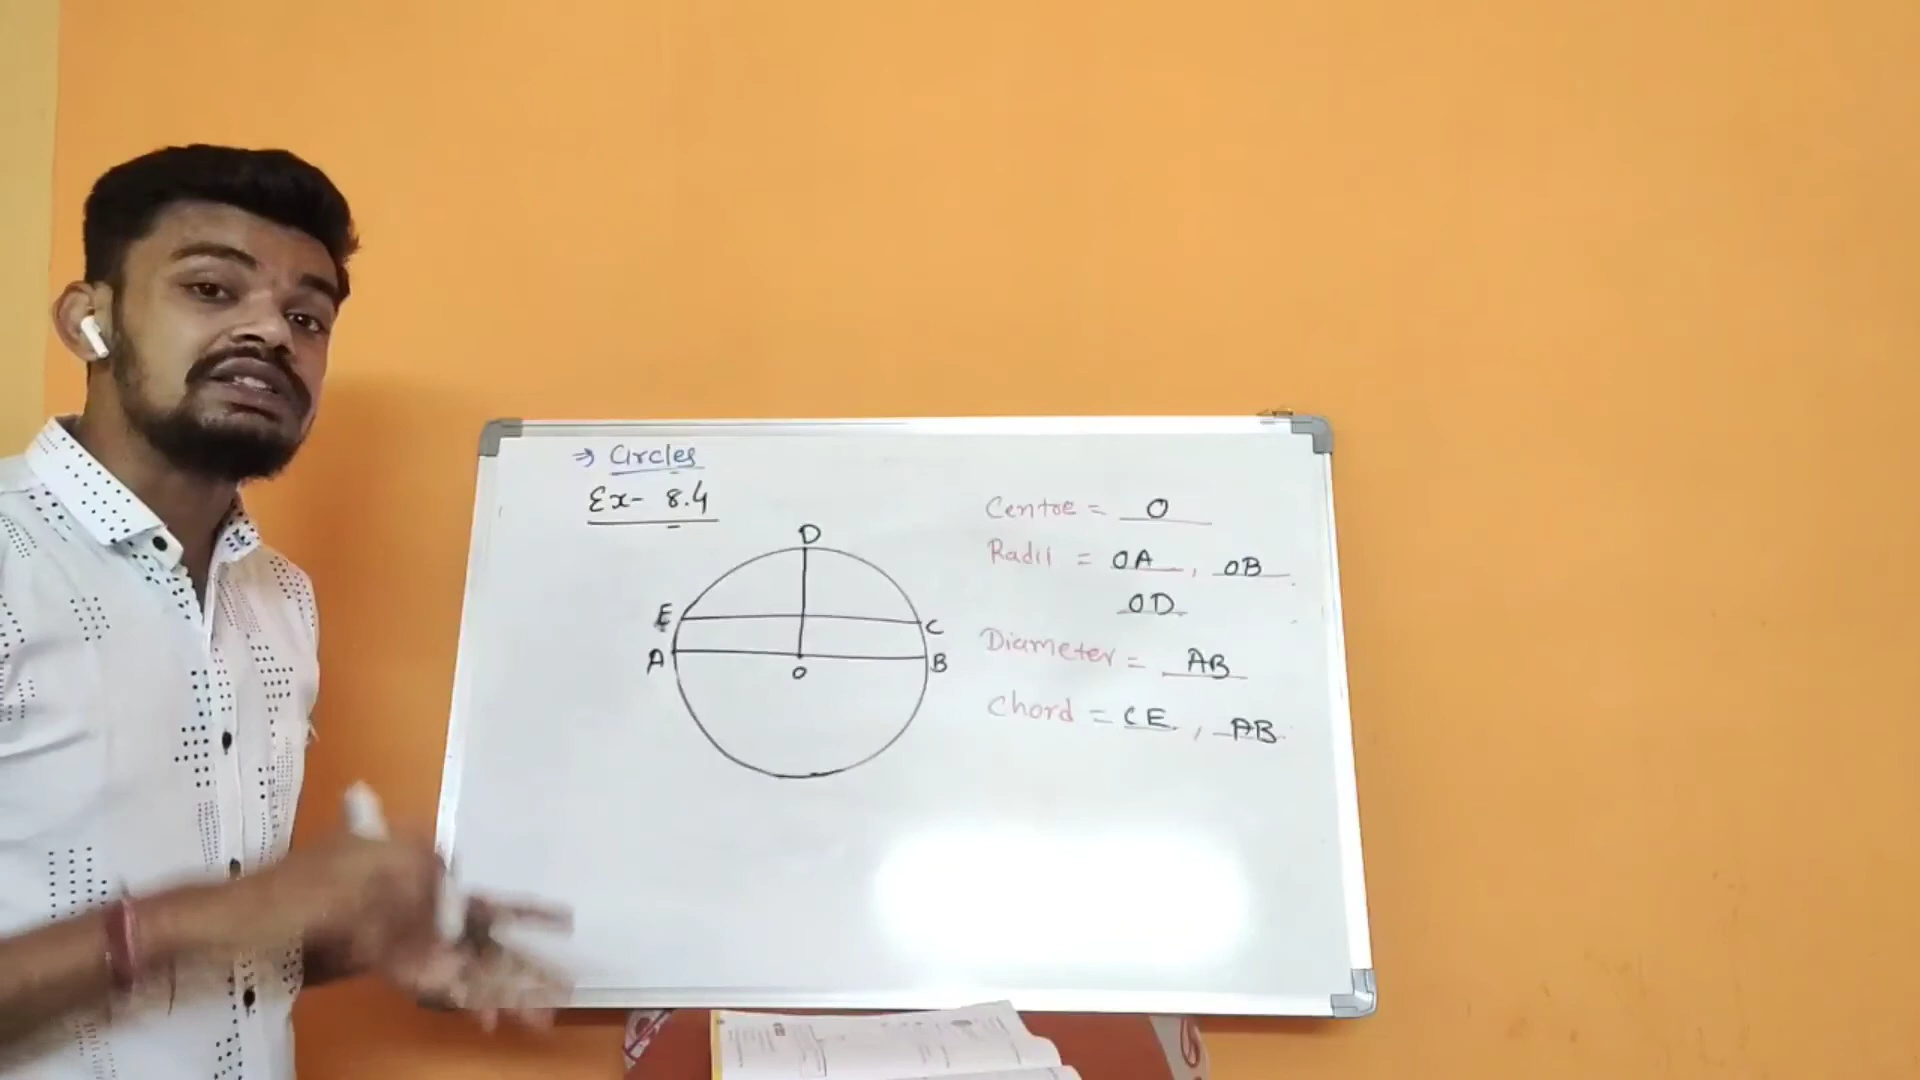 ⇒ Circles
Ex- 8.4
D
E
C
A
O
B
Centre = O
Radii = OA, OB
OD
Diameter = AB
Chord = CE, AB